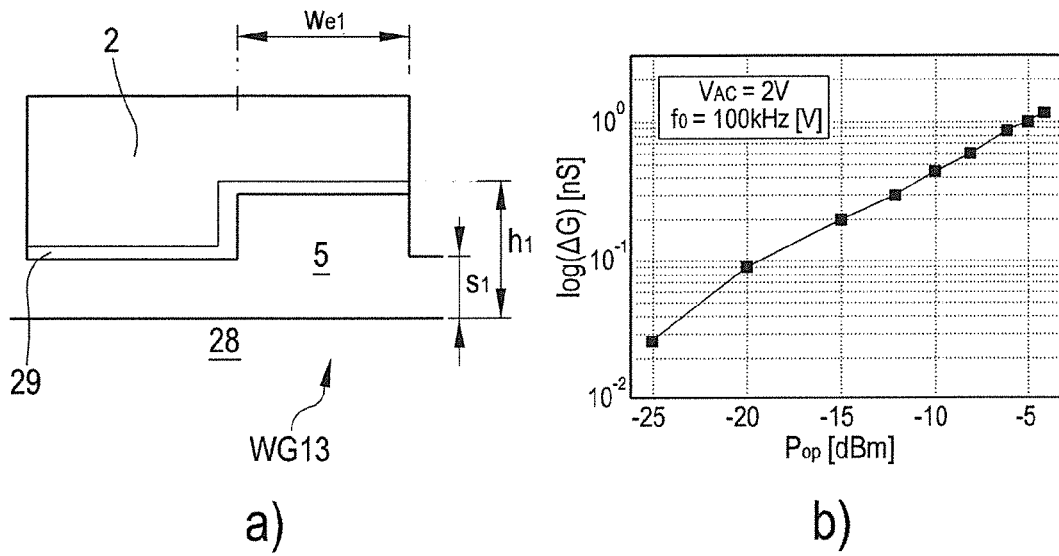 We1
2
5
h1
s1
28
29
WG13
a)
VAC = 2V
f0 = 100kHz [V]
log(ΔG) [nS]
10^0
10^-1
10^-2
-25 -20 -15 -10 -5
Pop [dBm]
b)